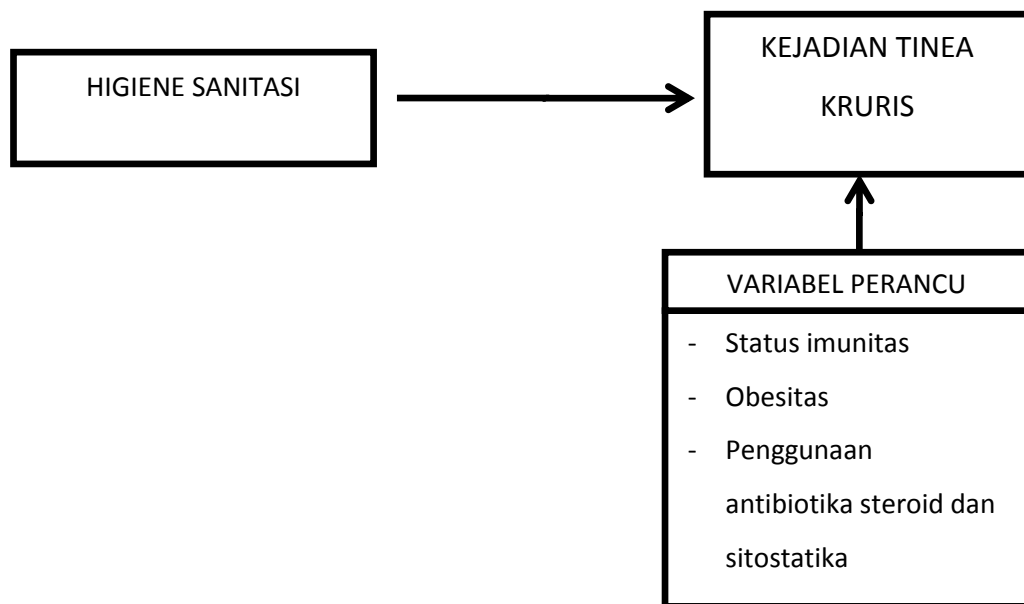 HIGIENE SANITASI
KEJADIAN TINEA
KRURIS
VARIABEL PERANCU
- Status imunitas
- Obesitas
- Penggunaan
antibiotika steroid dan
sitostatika